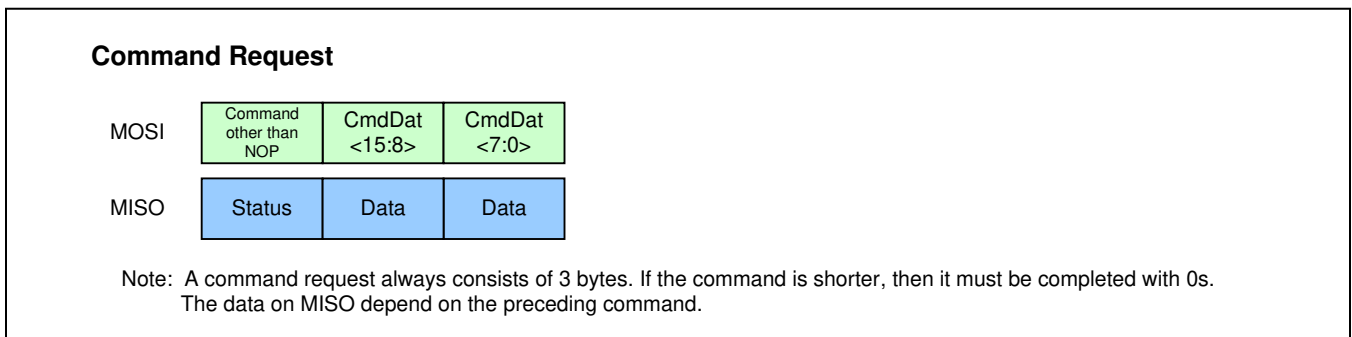 Command Request
MOSI
Command
other than
NOP
CmdDat
<15:8>
CmdDat
<7:0>
MISO
Status
Data
Data
Note: A command request always consists of 3 bytes. If the command is shorter, then it must be completed with 0s.
The data on MISO depend on the preceding command.